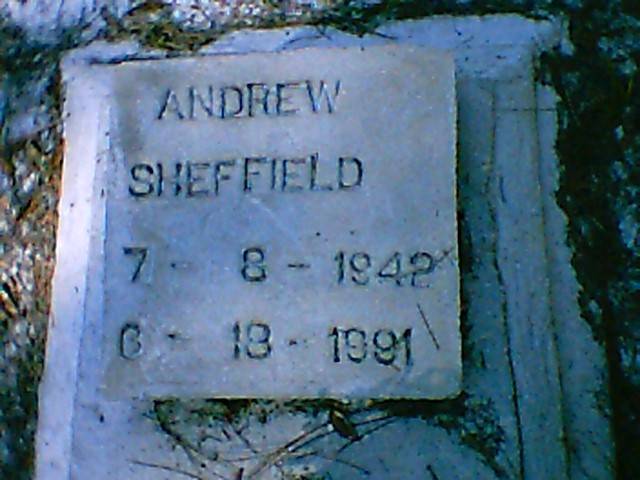 ANDREW
SHEFFIELD
7 - 8 - 1942
6 - 18 - 1991